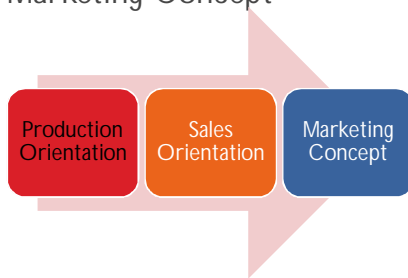 Marketing Concept
Production
Orientation
Sales
Orientation
Marketing
Concept